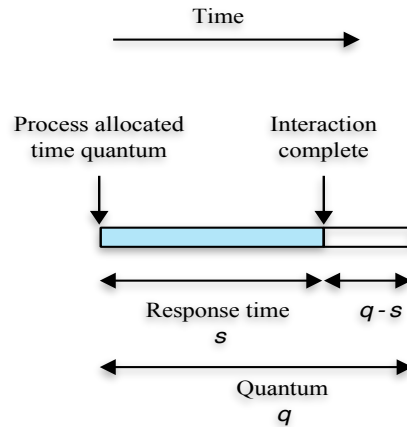 Time
Process allocated
time quantum
Interaction
complete
Response time
s
q - s
Quantum
q